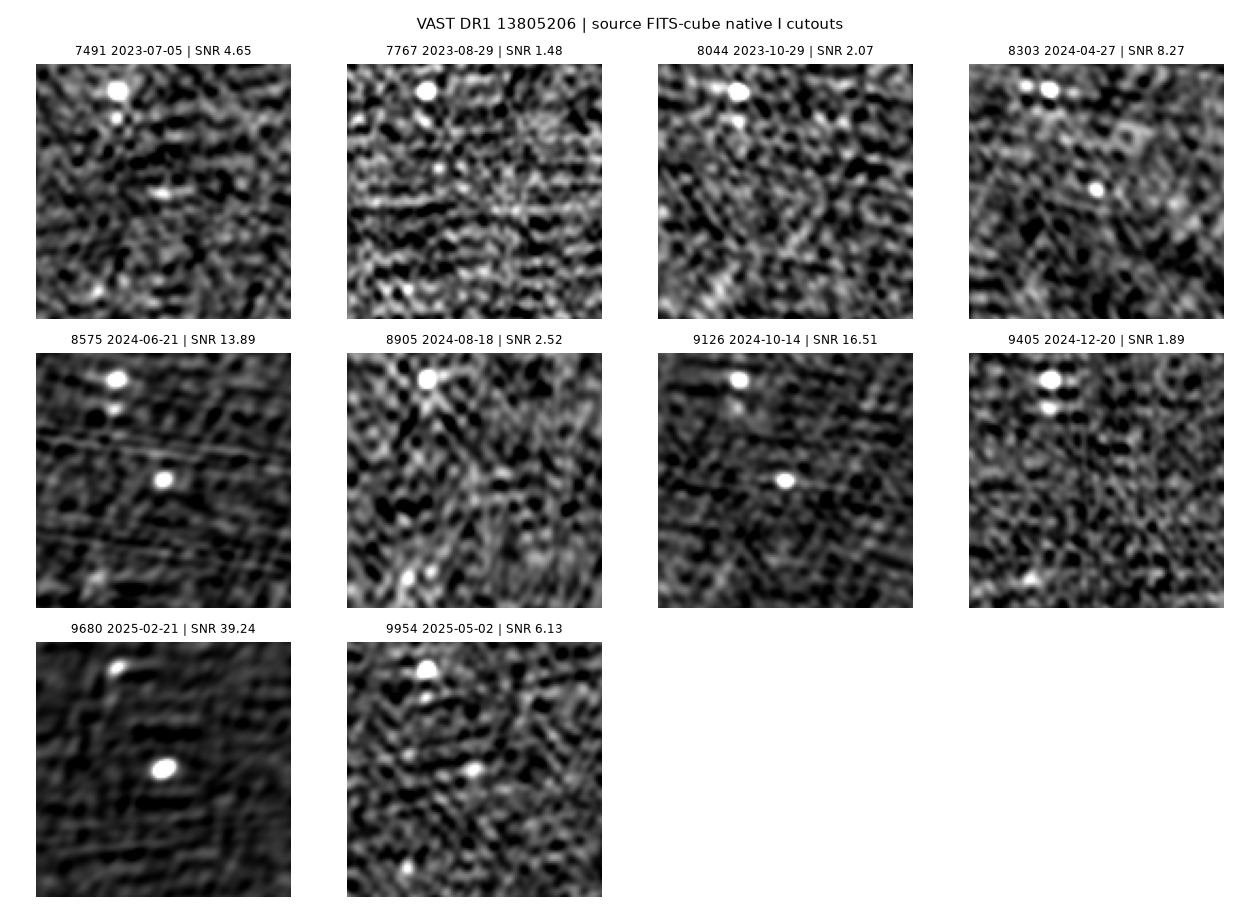 VAST DR1 13805206 | source FITS-cube native I cutouts
7491 2023-07-05 | SNR 4.65
7767 2023-08-29 | SNR 1.48
8044 2023-10-29 | SNR 2.07
8303 2024-04-27 | SNR 8.27
8575 2024-06-21 | SNR 13.89
8905 2024-08-18 | SNR 2.52
9126 2024-10-14 | SNR 16.51
9405 2024-12-20 | SNR 1.89
9680 2025-02-21 | SNR 39.24
9954 2025-05-02 | SNR 6.13